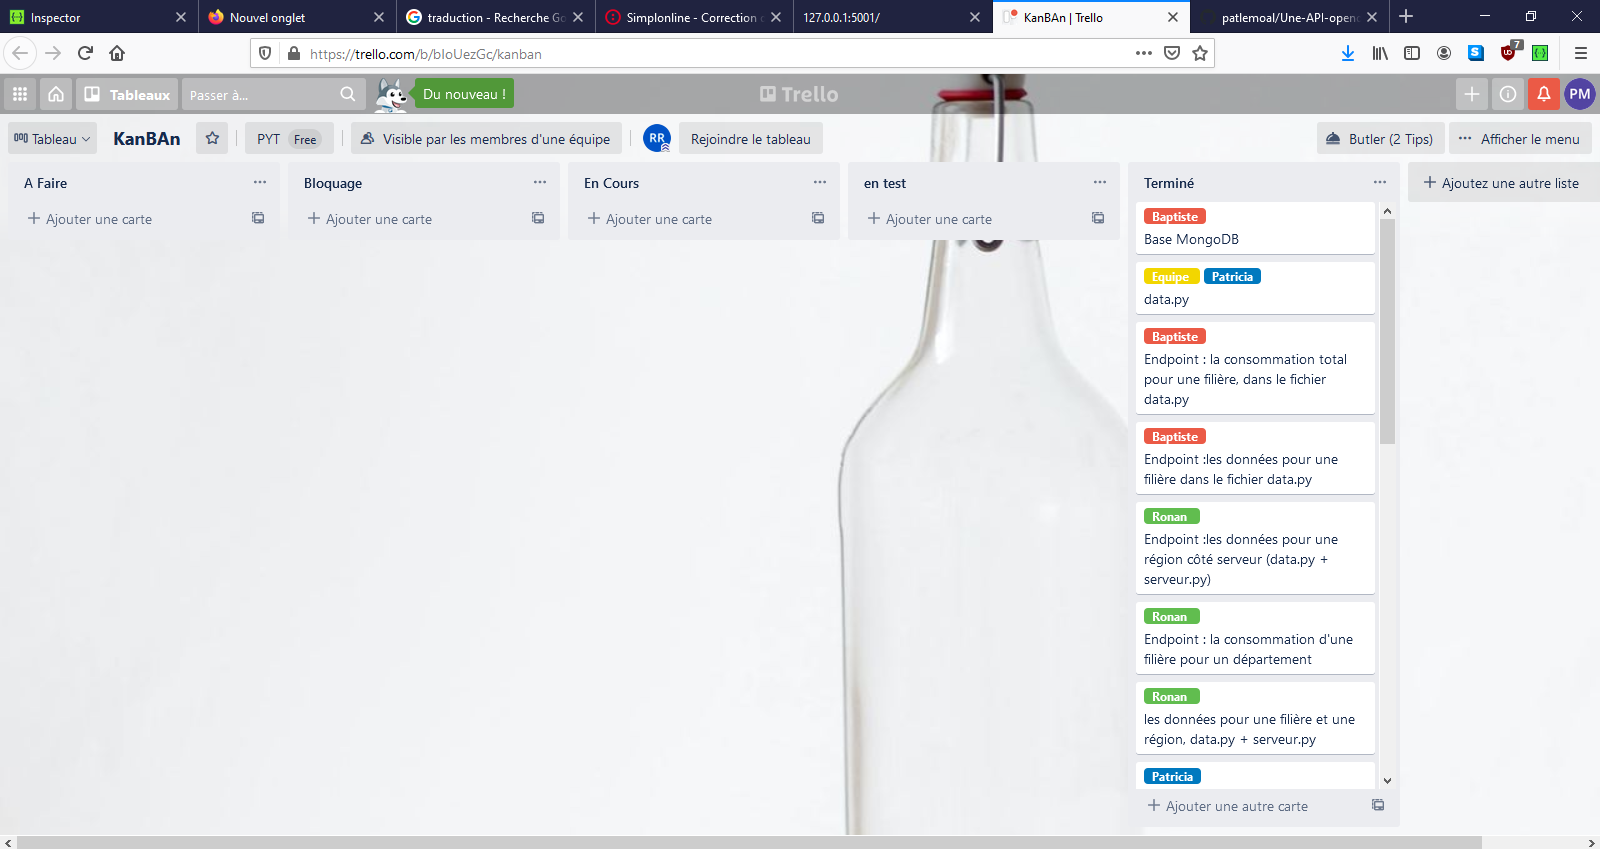 Inspector
Nouvel onglet
traduction - Recherche Go
Simplonline - Correction
127.0.0.1:5001/
KanBAn | Trello
patlemoal/Une-API-open
https://trello.com/b/bIoUezGc/kanban
7
Tableaux
Passer à...
Du nouveau !
Trello
PM
Tableau
KanBAn
PYT Free
Visible par les membres d'une équipe
RR
Rejoindre le tableau
Butler (2 Tips)
Afficher le menu
A Faire
Ajouter une carte
Bloquage
Ajouter une carte
En Cours
Ajouter une carte
en test
Ajouter une carte
Terminé
Baptiste
Base MongoDB
Equipe Patricia
data.py
Baptiste
Endpoint : la consommation total
pour une filière, dans le fichier
data.py
Baptiste
Endpoint :les données pour une
filière dans le fichier data.py
Ronan
Endpoint :les données pour une
région côté serveur (data.py +
serveur.py)
Ronan
Endpoint : la consommation d'une
filière pour un département
Ronan
les données pour une filière et une
région, data.py + serveur.py
Patricia
Ajouter une autre carte
Ajoutez une autre liste